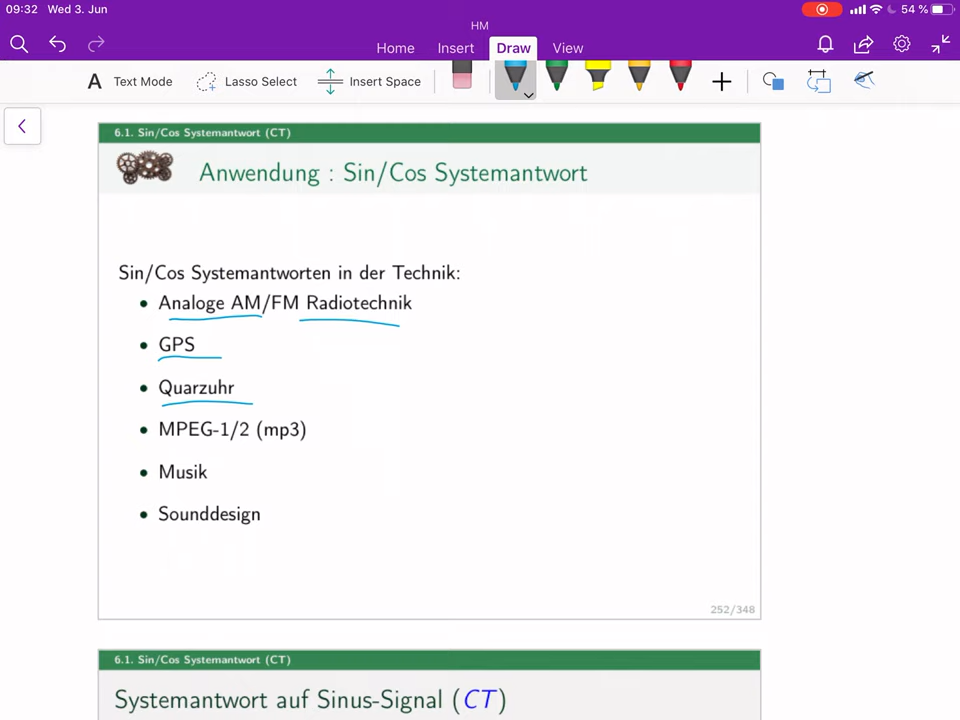 09:32 Wed 3. Jun
54 %
HM
Home Insert Draw View
A Text Mode Lasso Select Insert Space
6.1. Sin/Cos Systemantwort (CT)
Anwendung : Sin/Cos Systemantwort
Sin/Cos Systemantworten in der Technik:
• Analoge AM/FM Radiotechnik
• GPS
• Quarzuhr
• MPEG-1/2 (mp3)
• Musik
• Sounddesign
252/348
6.1. Sin/Cos Systemantwort (CT)
Systemantwort auf Sinus-Signal (CT)